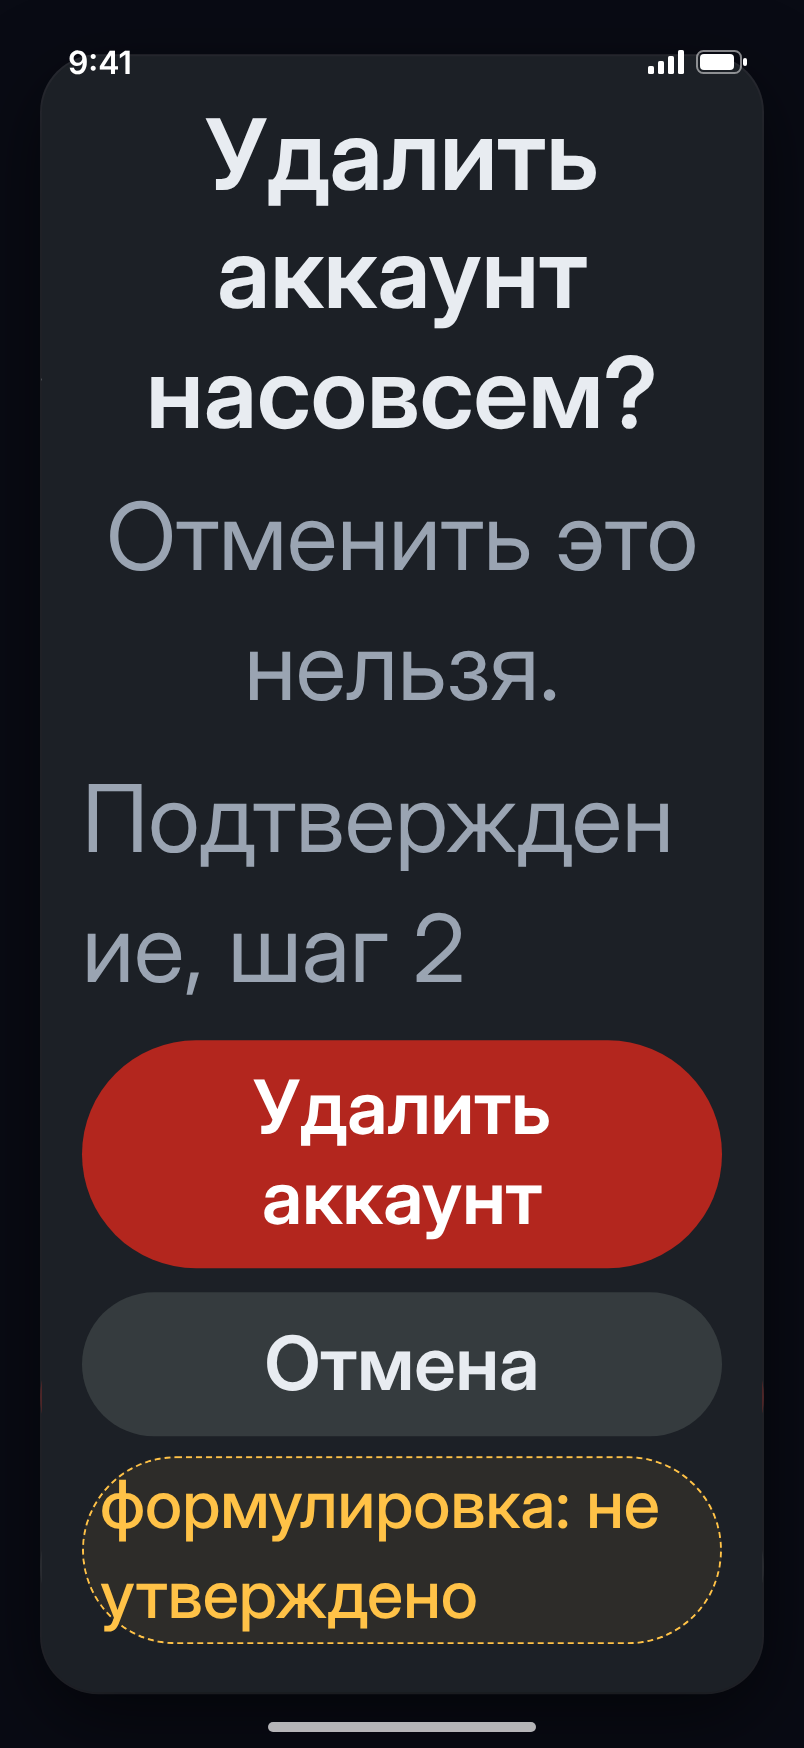 9:41
Удалить
аккаунт
насовсем?
Отменить это
нельзя.
Подтвержден
ие, шаг 2
Удалить
аккаунт
Отмена
формулировка: не
утверждено